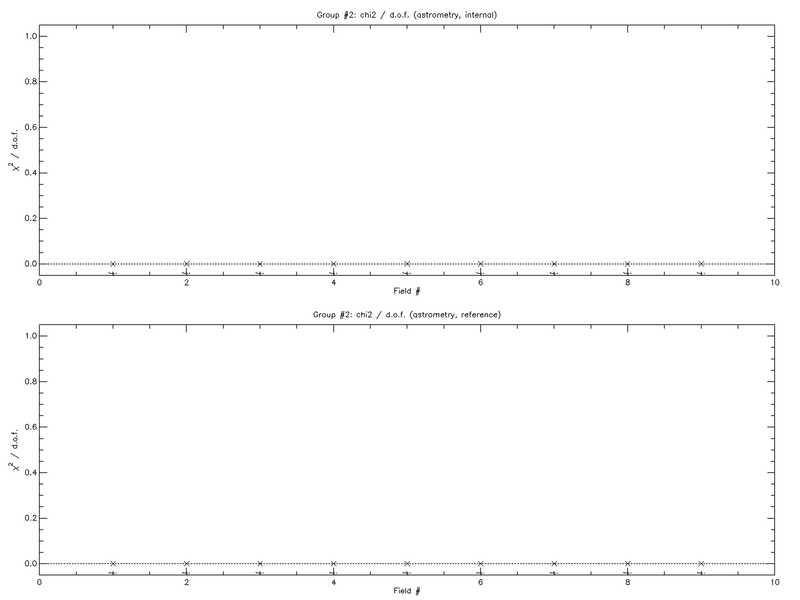 Group #2: chi2 / d.o.f. (astrometry, internal)
1.0
0.8
0.6
0.4
0.2
0.0
χ² / d.o.f.
0 2 4 6 8 10
Field #
Group #2: chi2 / d.o.f. (astrometry, reference)
1.0
0.8
0.6
0.4
0.2
0.0
χ² / d.o.f.
0 2 4 6 8 10
Field #